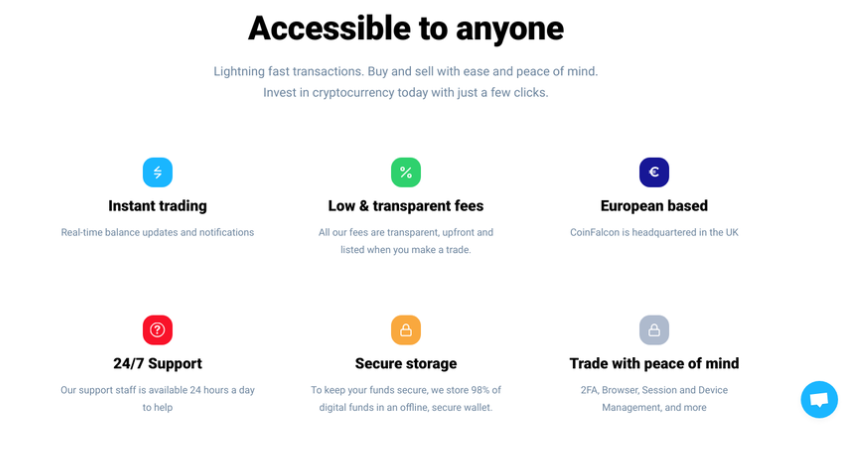 Accessible to anyone
Lightning fast transactions. Buy and sell with ease and peace of mind.
Invest in cryptocurrency today with just a few clicks.
Instant trading
Real-time balance updates and notifications
Low & transparent fees
All our fees are transparent, upfront and
listed when you make a trade.
European based
CoinFalcon is headquartered in the UK
24/7 Support
Our support staff is available 24 hours a day
to help
Secure storage
To keep your funds secure, we store 98% of
digital funds in an offline, secure wallet.
Trade with peace of mind
2FA, Browser, Session and Device
Management, and more